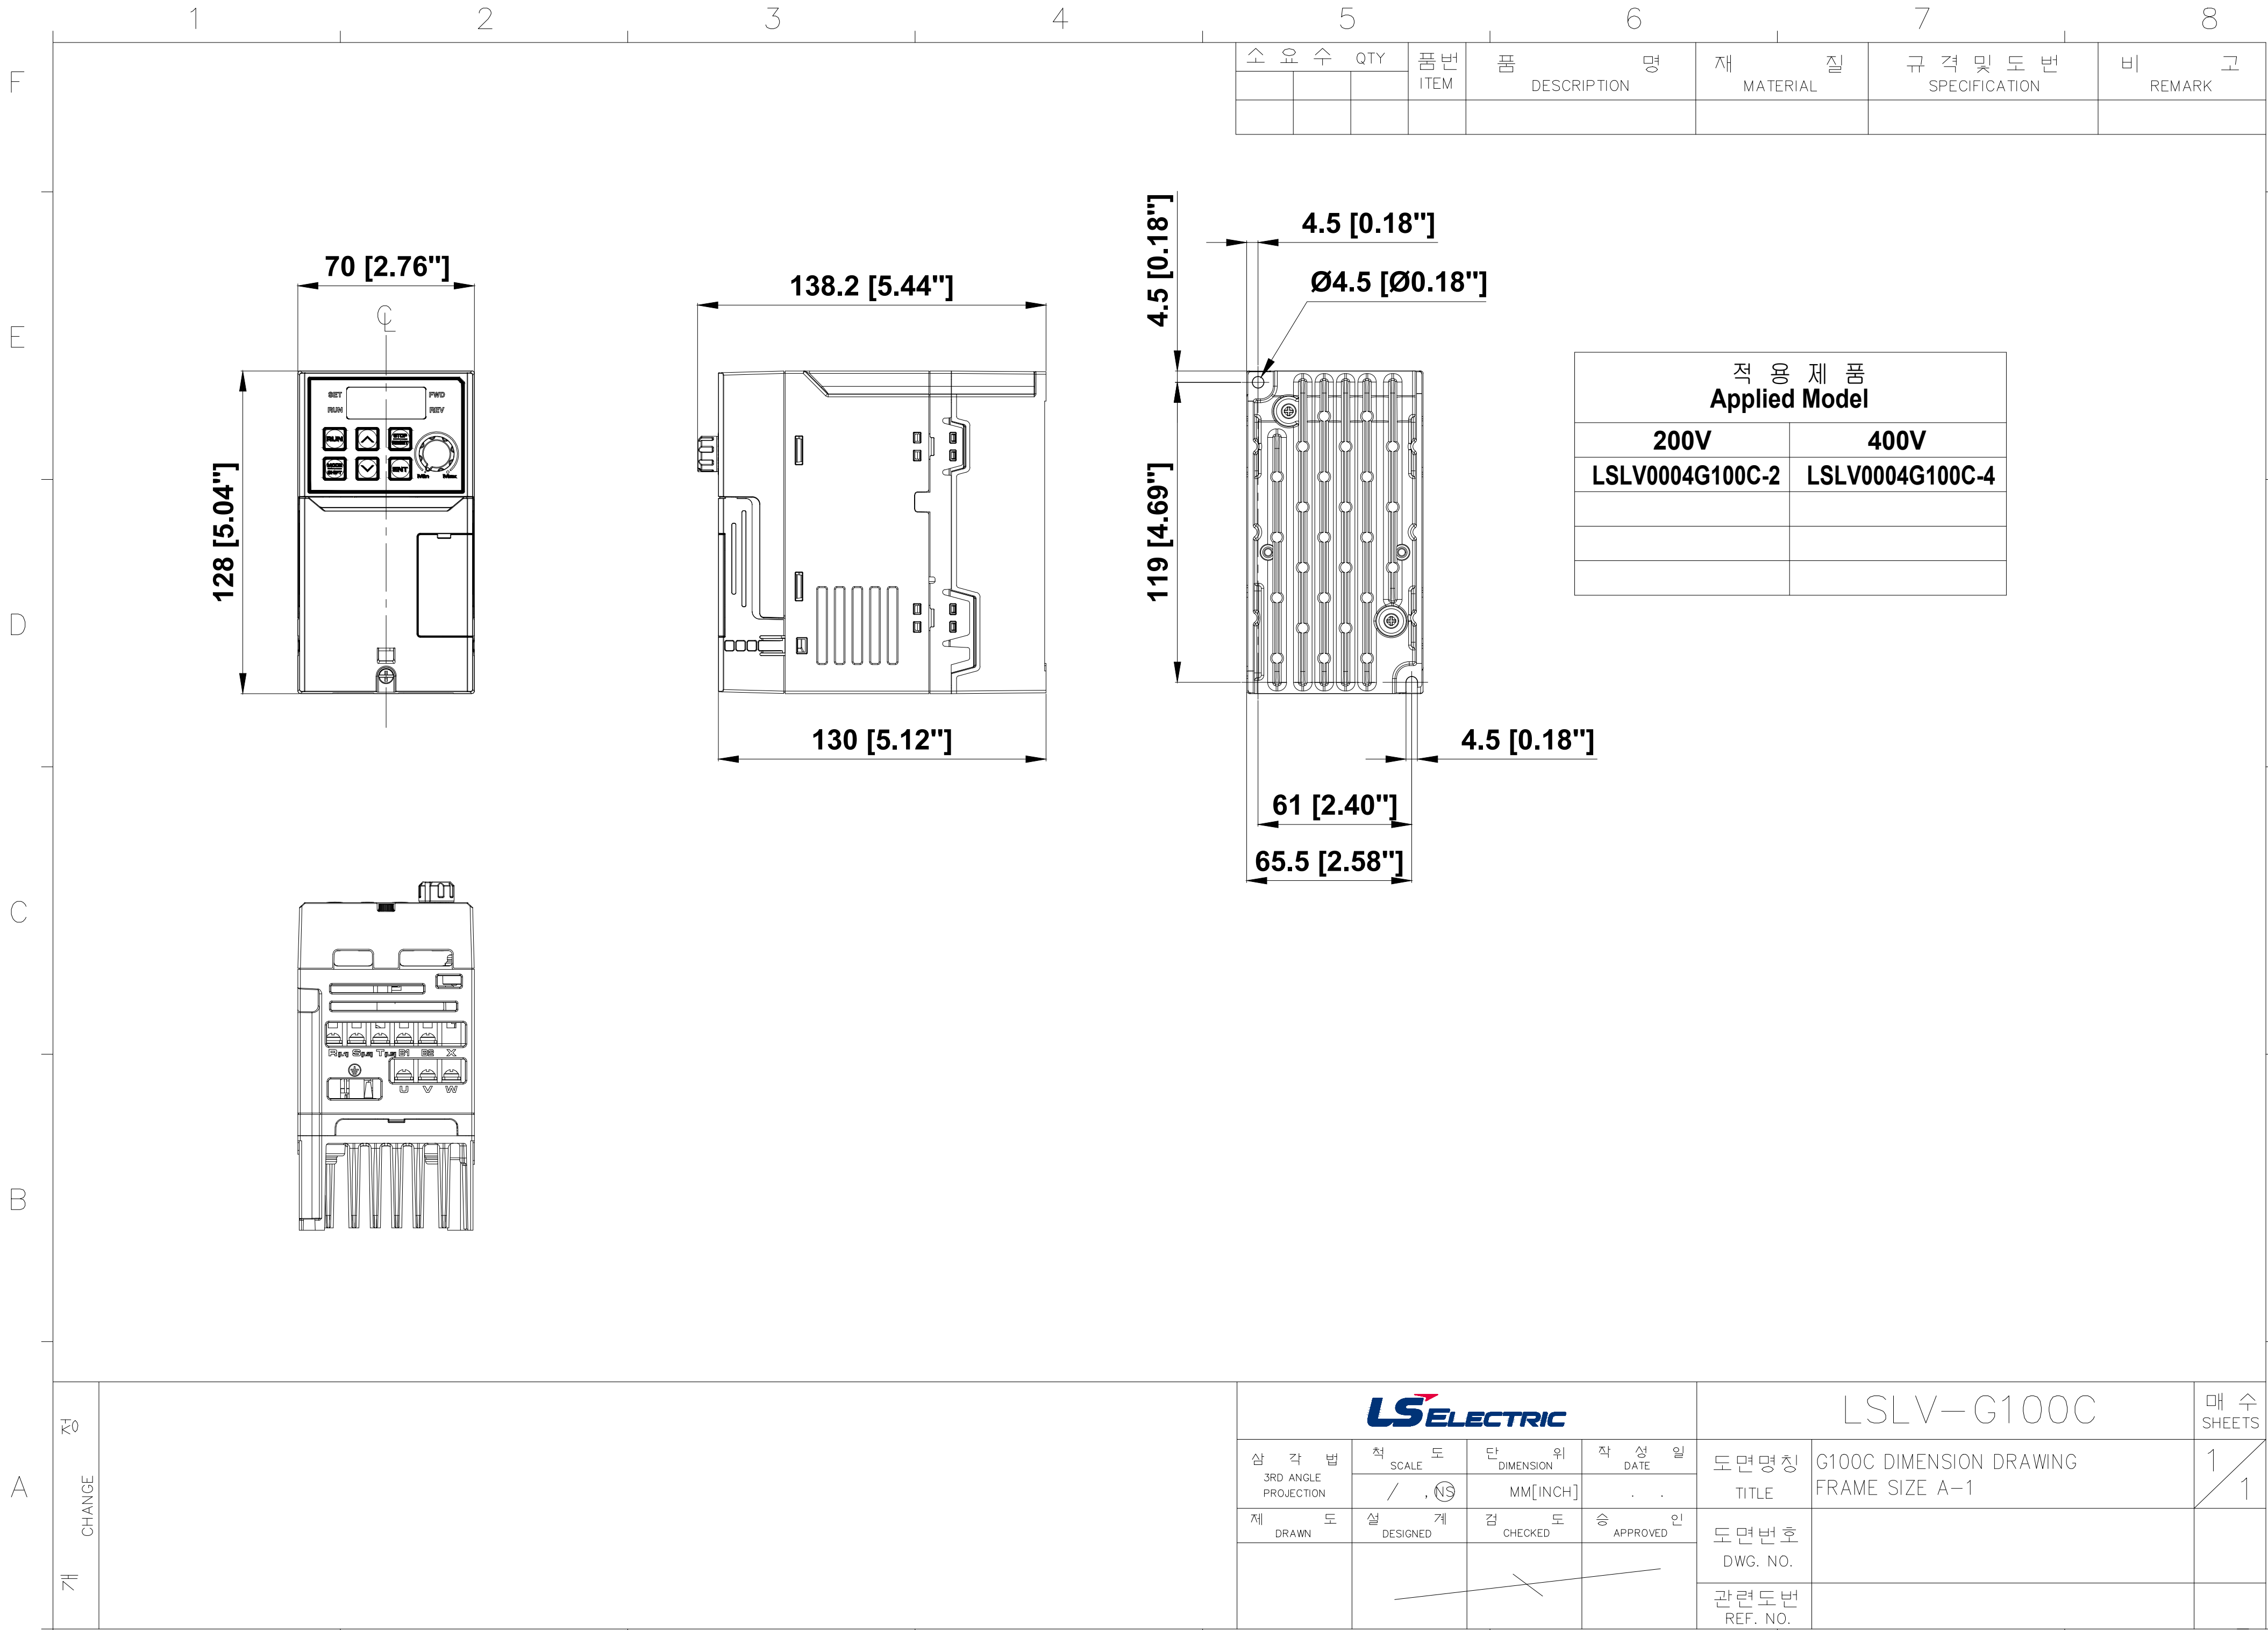 1 2 3 4 5 6 7 8
F
E
D
C
B
A
소 요 수 QTY
품번
ITEM
품 명
DESCRIPTION
재 질
MATERIAL
규 격 및 도 번
SPECIFICATION
비 고
REMARK
70 [2.76"]
128 [5.04"]
SET
RUN
FWD
REV
RUN
ENT
138.2 [5.44"]
130 [5.12"]
4.5 [0.18"]
4.5 [0.18"]
Ø4.5 [Ø0.18"]
119 [4.69"]
4.5 [0.18"]
61 [2.40"]
65.5 [2.58"]
적 용 제 품
Applied Model
200V 400V
LSLV0004G100C-2 LSLV0004G100C-4
B1 B2 X
U V W
개 정
CHANGE
LS ELECTRIC
삼 각 법
3RD ANGLE
PROJECTION
척 도
SCALE
/ , NS
단 위
DIMENSION
MM[INCH]
작 성 일
DATE
. .
제 도
DRAWN
설 계
DESIGNED
검 도
CHECKED
승 인
APPROVED
LSLV-G100C
매 수
SHEETS
1/1
도면명칭
TITLE
G100C DIMENSION DRAWING
FRAME SIZE A-1
도면번호
DWG. NO.
관련도번
REF. NO.